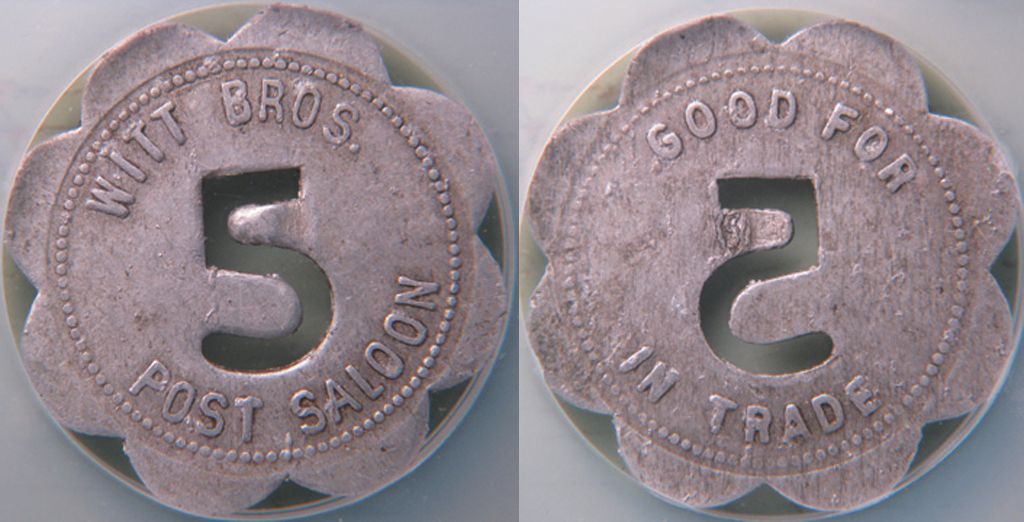 WITT BROS.
5
POST SALOON
GOOD FOR
5
IN TRADE